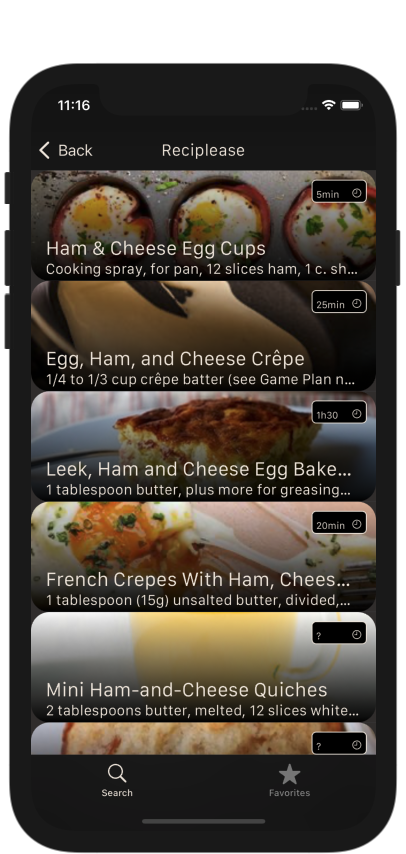 11:16
Back
Reciplease
5min
Ham & Cheese Egg Cups
Cooking spray, for pan, 12 slices ham, 1 c. sh...
25min
Egg, Ham, and Cheese Crêpe
1/4 to 1/3 cup crêpe batter (see Game Plan n...
1h30
Leek, Ham and Cheese Egg Bake...
1 tablespoon butter, plus more for greasing...
20min
French Crepes With Ham, Chees...
1 tablespoon (15g) unsalted butter, divided,...
?
Mini Ham-and-Cheese Quiches
2 tablespoons butter, melted, 12 slices white...
?
Search
Favorites